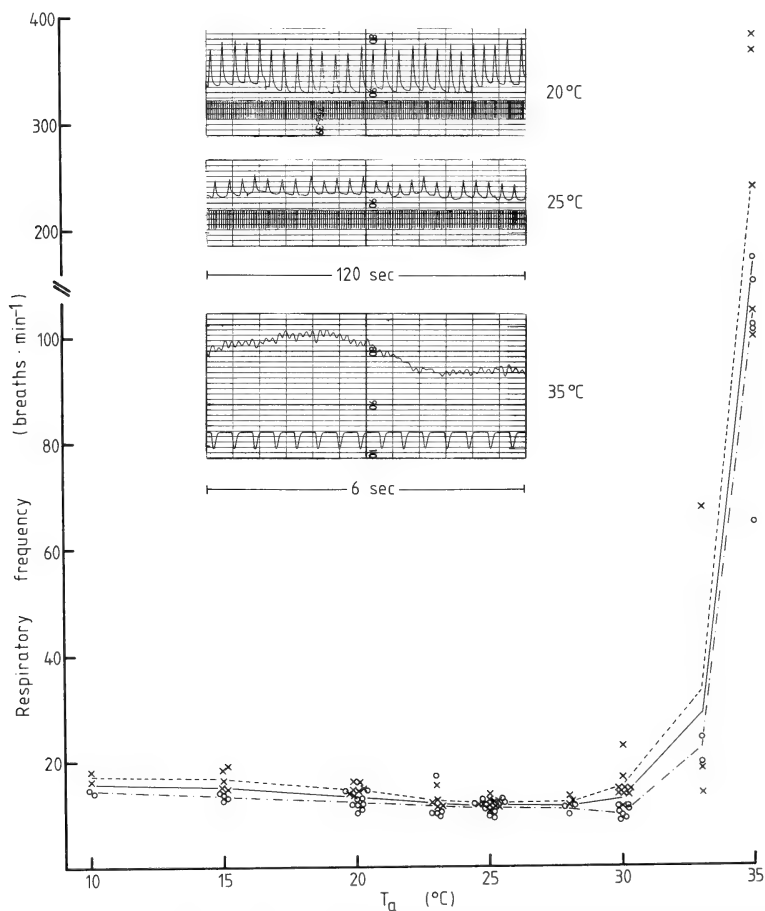 400
300
200
100
80
60
40
20
Respiratory frequency (breaths · min⁻¹)
20°C
25°C
120 sec
35°C
6 sec
10 15 20 25 30 35
Tₐ (°C)